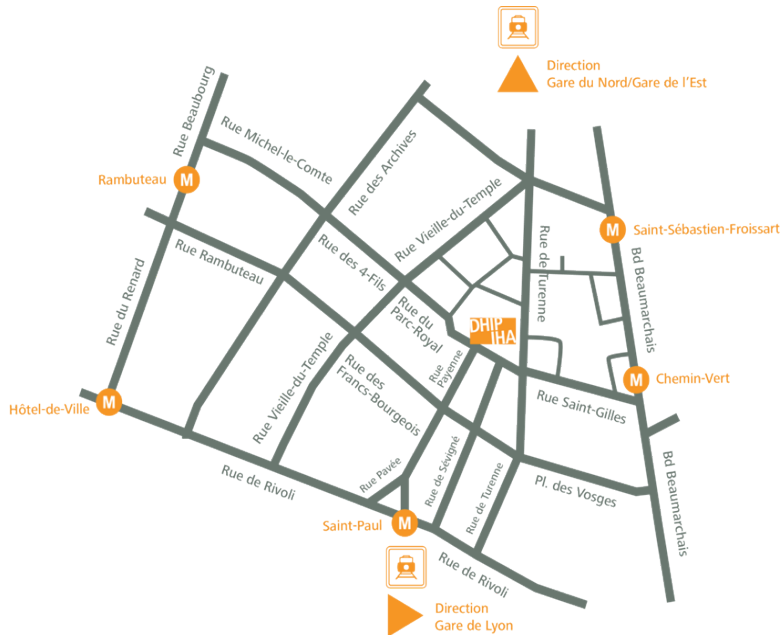 Direction
Gare du Nord/Gare de l'Est
Rue Beaubourg
Rue Michel-le-Comte
Rue des Archives
M
Rambuteau
Rue Vieille-du-Temple
M
Saint-Sébastien-Froissart
Rue Rambuteau
Rue des 4-Fils
Rue de Turenne
Bd Beaumarchais
Rue du Renard
Rue du
Parc-Royal
DHIP
IHA
Rue
Payenne
M
Chemin-Vert
Rue Vieille-du-Temple
Rue des
Francs-Bourgeois
Rue Saint-Gilles
M
Hôtel-de-Ville
Rue de Rivoli
Rue Pavée
Rue de Sévigné
Rue de Turenne
Pl. des Vosges
Bd Beaumarchais
Saint-Paul
M
Rue de Rivoli
Direction
Gare de Lyon